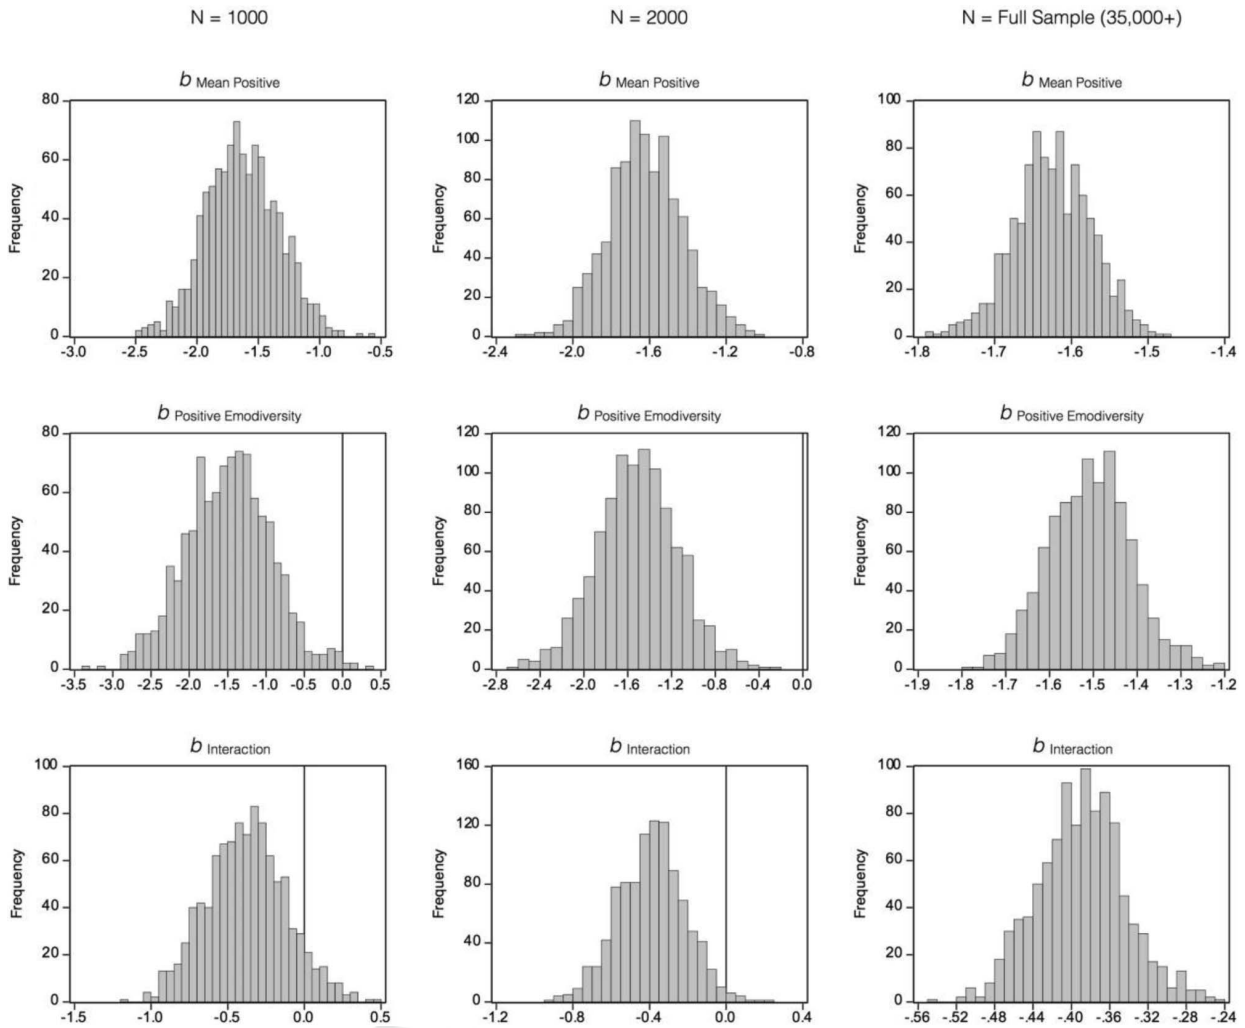 N = 1000
N = 2000
N = Full Sample (35,000+)
b Mean Positive
b Mean Positive
b Mean Positive
Frequency
80
60
40
20
0
-3.0 -2.5 -2.0 -1.5 -1.0 -0.5
Frequency
120
100
80
60
40
20
0
-2.4 -2.0 -1.6 -1.2 -0.8
Frequency
100
80
60
40
20
0
-1.8 -1.7 -1.6 -1.5 -1.4
b Positive Emodiversity
b Positive Emodiversity
b Positive Emodiversity
Frequency
80
60
40
20
0
-3.5 -3.0 -2.5 -2.0 -1.5 -1.0 -0.5 0.0 0.5
Frequency
120
100
80
60
40
20
0
-2.8 -2.4 -2.0 -1.6 -1.2 -0.8 -0.4 0.0
Frequency
120
100
80
60
40
20
0
-1.9 -1.8 -1.7 -1.6 -1.5 -1.4 -1.3 -1.2
b Interaction
b Interaction
b Interaction
Frequency
100
80
60
40
20
0
-1.5 -1.0 -0.5 0.0 0.5
Frequency
160
120
80
40
0
-1.2 -0.8 -0.4 0.0 0.4
Frequency
100
80
60
40
20
0
-.56 -.52 -.48 -.44 -.40 -.36 -.32 -.28 -.24